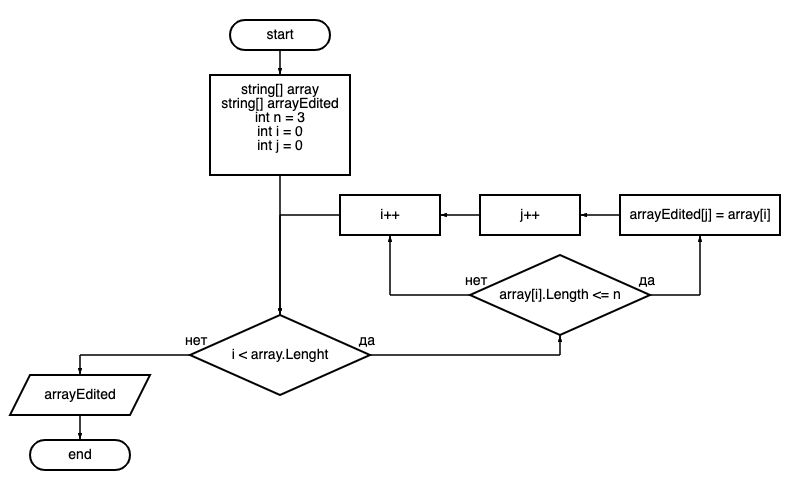 start
string[] array
string[] arrayEdited
int n = 3
int i = 0
int j = 0
i++
j++
arrayEdited[j] = array[i]
нет
array[i].Length <= n
да
нет
i < array.Lenght
да
arrayEdited
end